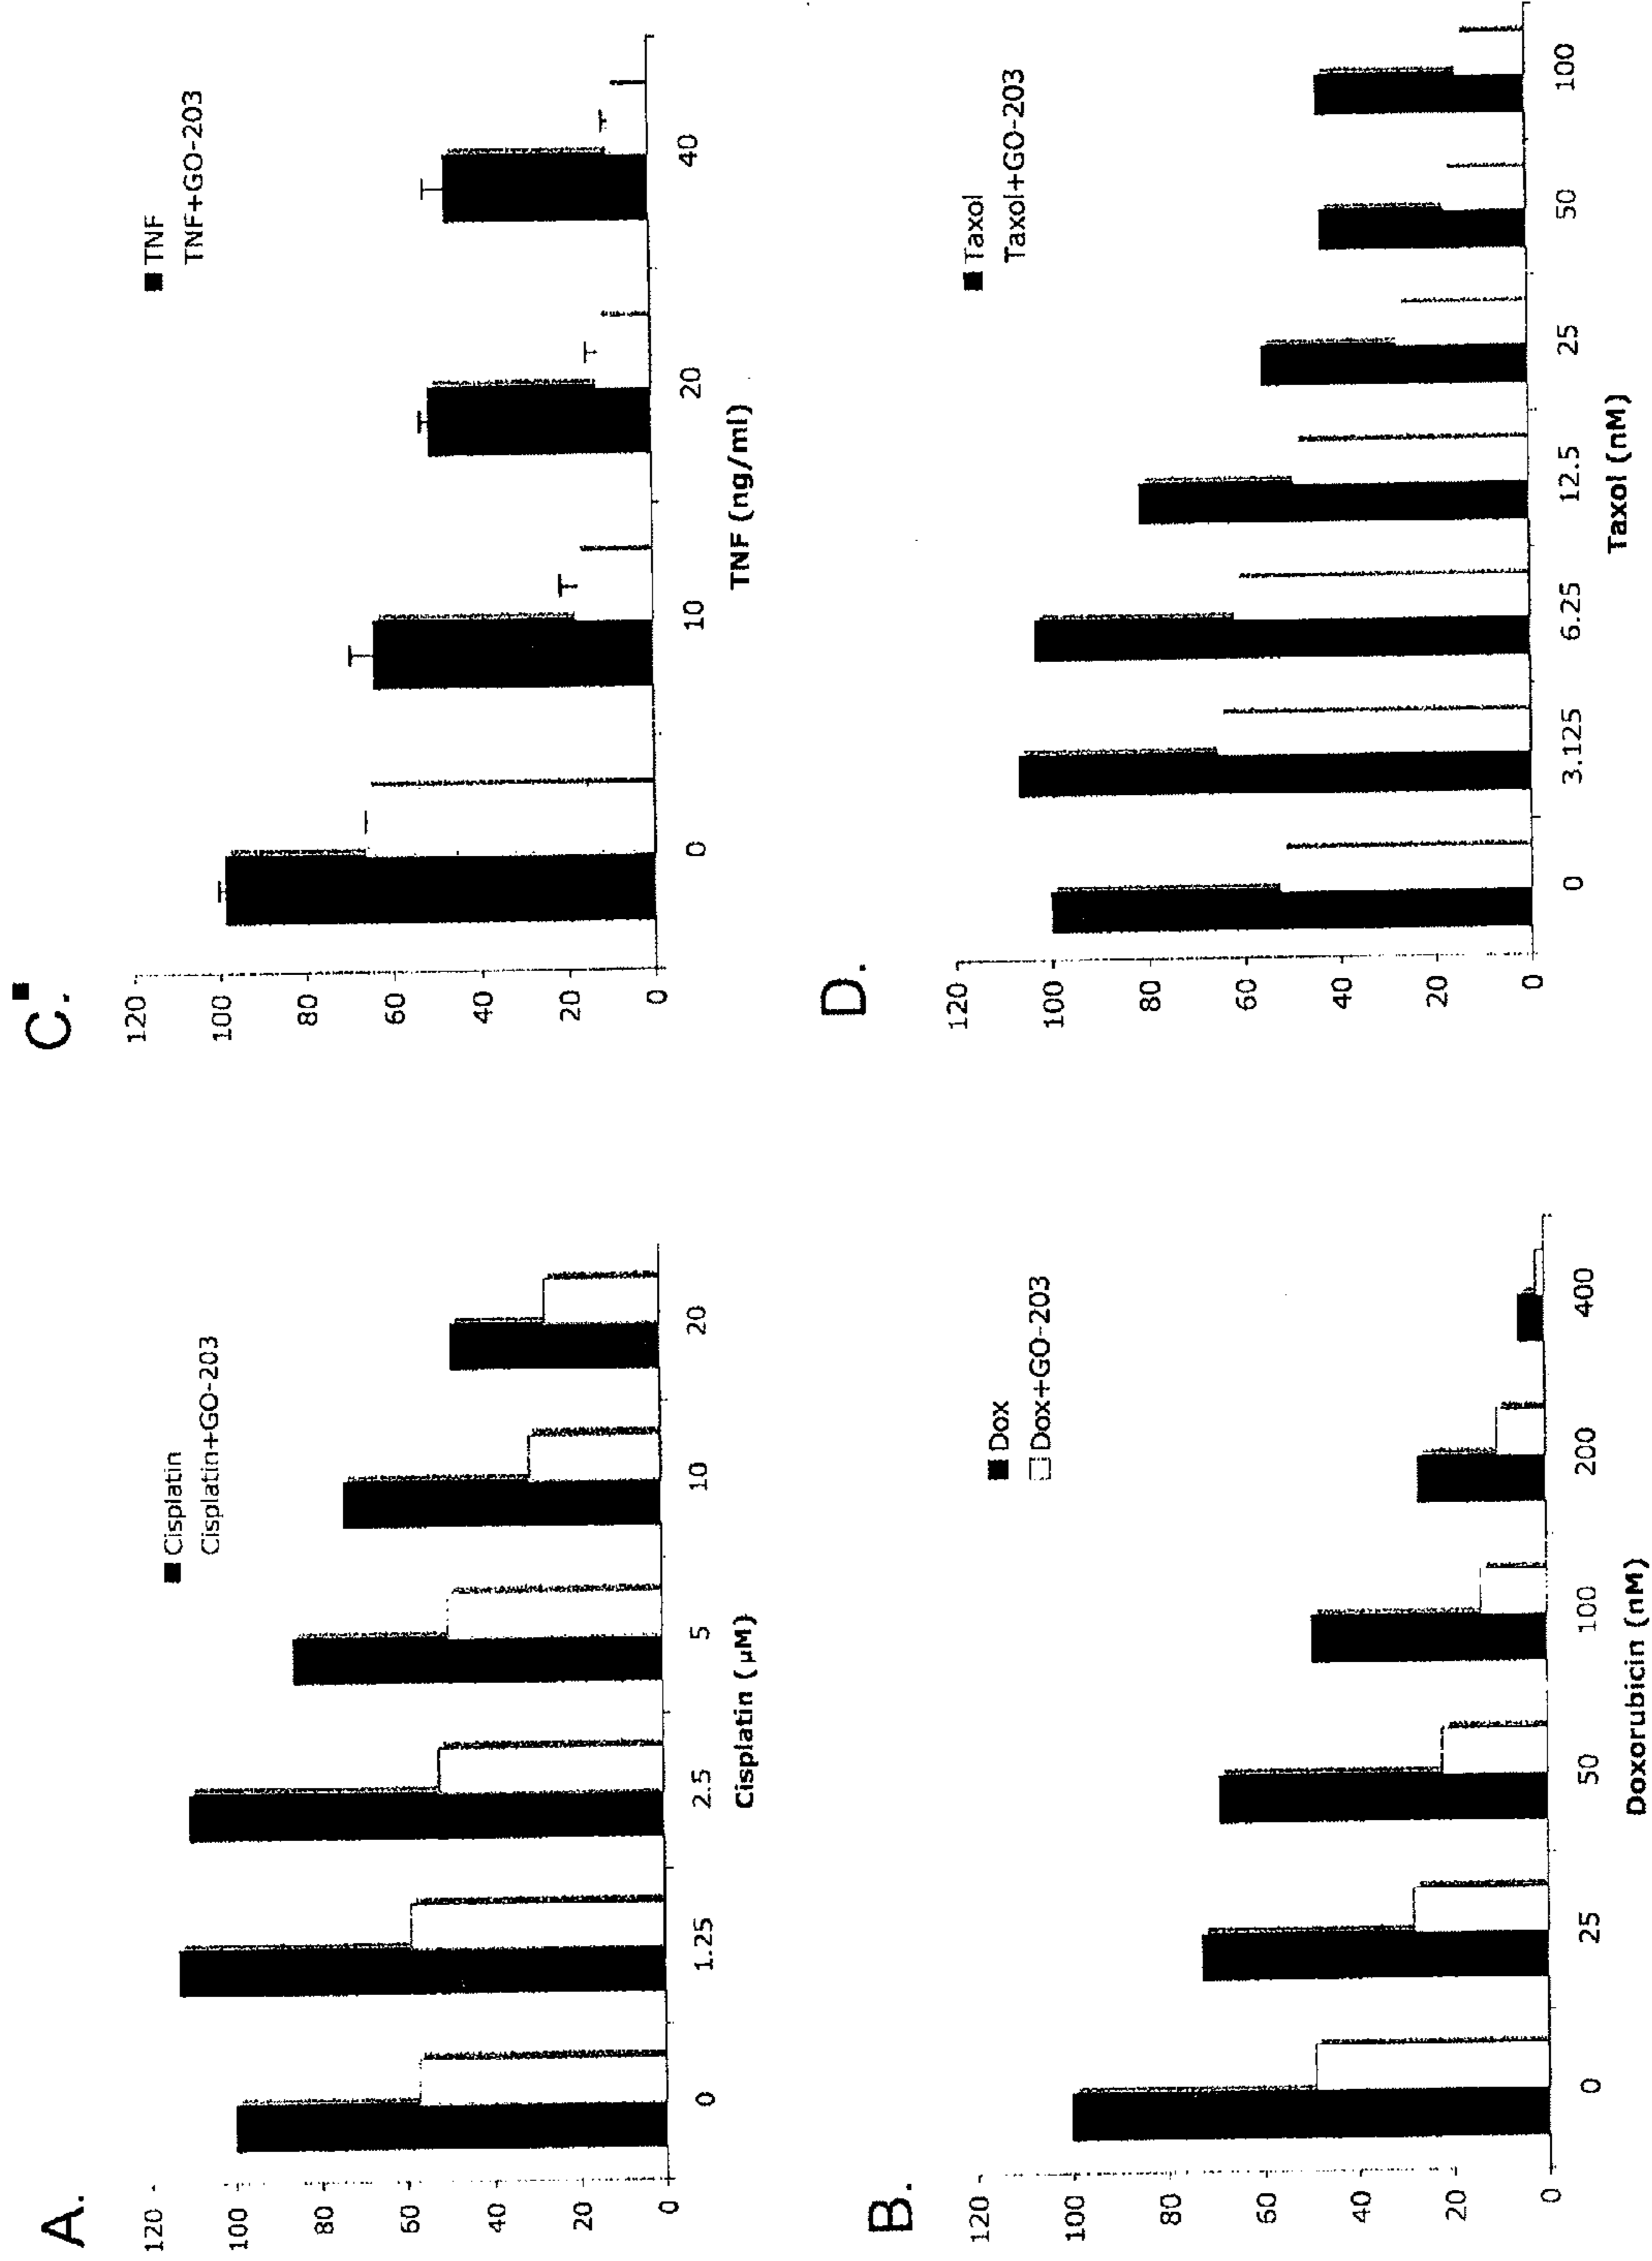 A.
120
100
80
60
40
20
0
Cisplatin
Cisplatin+GO-203
0 1.25 2.5 5 10 20
Cisplatin (µM)
B.
120
100
80
60
40
20
0
Dox
Dox+GO-203
0 25 50 100 200 400
Doxorubicin (nM)
C.
120
100
80
60
40
20
0
TNF
TNF+GO-203
0 10 20 40
TNF (ng/ml)
D.
120
100
80
60
40
20
0
Taxol
Taxol+GO-203
0 3.125 6.25 12.5 25 50 100
Taxol (nM)